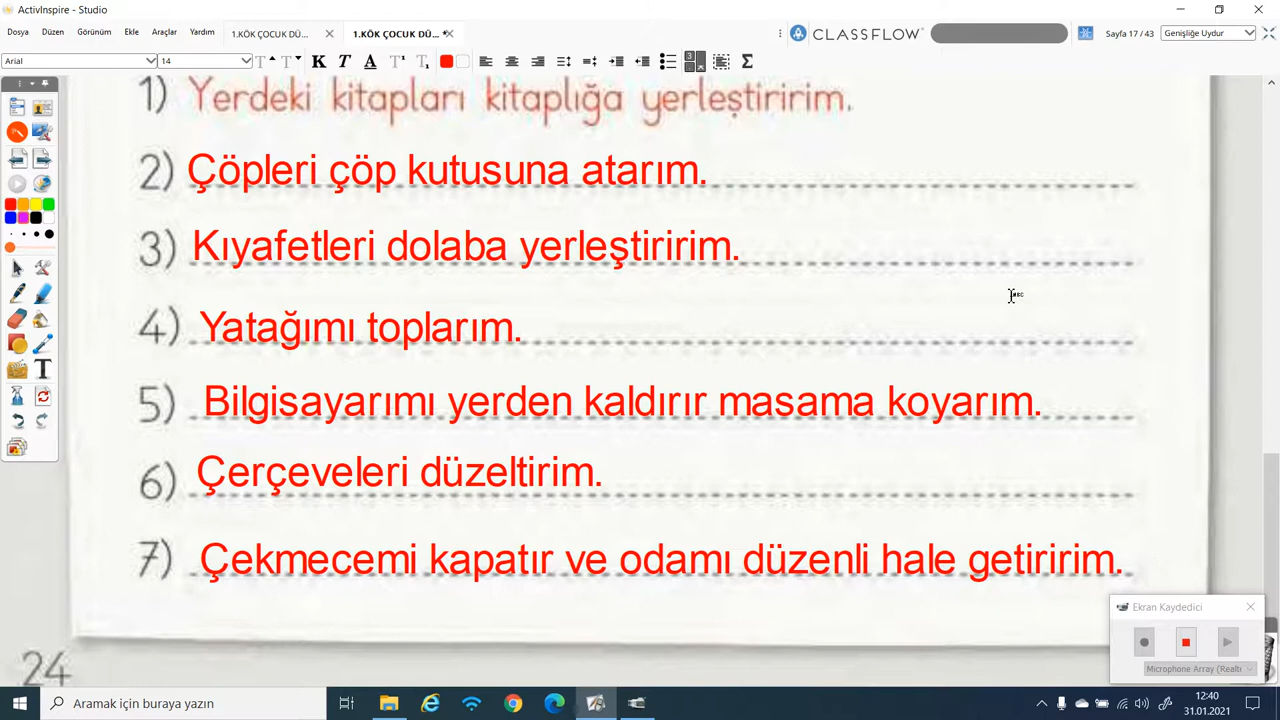 ActivInspire - Studio
Dosya Düzen Görünüm Ekle Araçlar Yardım
1.KÖK ÇOCUK DÜ...
1.KÖK ÇOCUK DÜ... *
CLASSFLOW
Sayfa 17 / 43
Genişliğe Uydur
Arial
14
K T A
1) Yerdeki kitapları kitaplığa yerleştiririm.
2) Çöpleri çöp kutusuna atarım.
3) Kıyafetleri dolaba yerleştiririm.
4) Yatağımı toplarım.
5) Bilgisayarımı yerden kaldırır masama koyarım.
6) Çerçeveleri düzeltirim.
7) Çekmecemi kapatır ve odamı düzenli hale getiririm.
24
Ekran Kaydedici
Microphone Array (Realt
Aramak için buraya yazın
12:40
31.01.2021